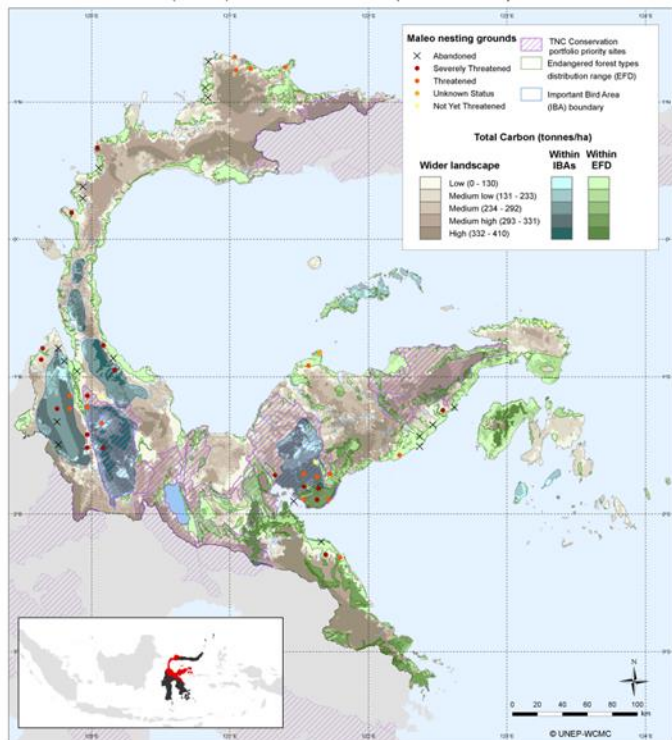 Maleo nesting grounds
Abandoned
Severely Threatened
Threatened
Unknown Status
Not Yet Threatened
TNC Conservation
portfolio priority sites
Endangered forest types
distribution range (EFD)
Important Bird Area
(IBA) boundary
Total Carbon (tonnes/ha)
Wider landscape
Within
IBAs
Within
EFD
Low (0 - 130)
Medium low (131 - 233)
Medium (234 - 292)
Medium high (293 - 331)
High (332 - 410)
N
0 20 40 60 80 100
km
© UNEP-WCMC